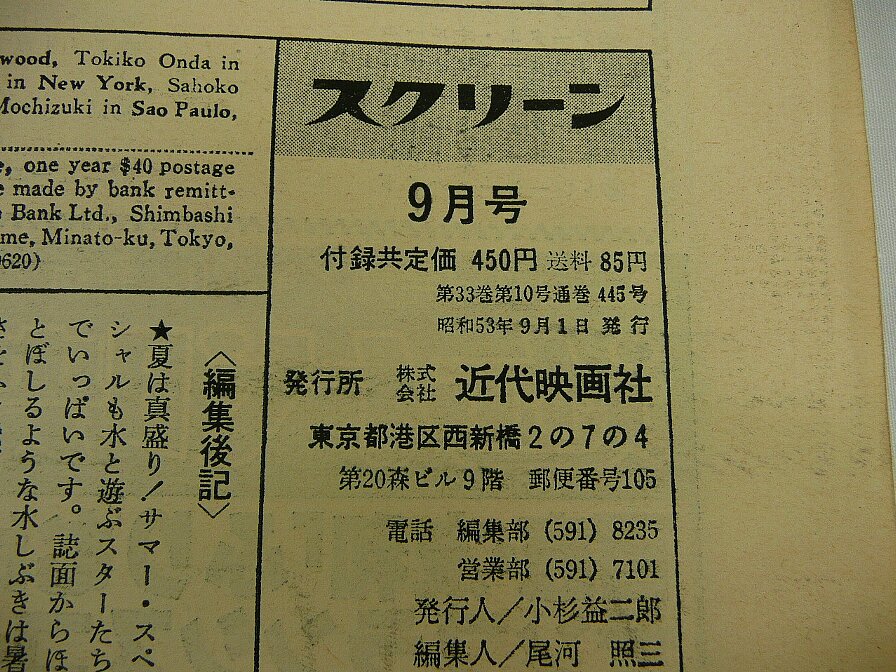 wood, Tokiko Onda in
in New York, Sahoko
Mochizuki in Sao Paulo,
, one year $40 postage
made by bank remitt-
Bank Ltd., Shimbashi
Minato-ku, Tokyo,
620)
スクリーン
9月号
付録共定価 450円 送料 85円
第33巻第10号通巻 445号
昭和53年 9月1日 発行
発行所 株式会社 近代映画社
東京都港区西新橋2の7の4
第20森ビル9階 郵便番号105
電話 編集部 (591) 8235
営業部 (591) 7101
発行人/小杉益二郎
編集人/尾河 照三
〈編集後記〉
★夏は真盛り!サマー・スペ
シャルも水と遊ぶスターたち
でいっぱいです。誌面からほ
とぼしるような水しぶきは暑